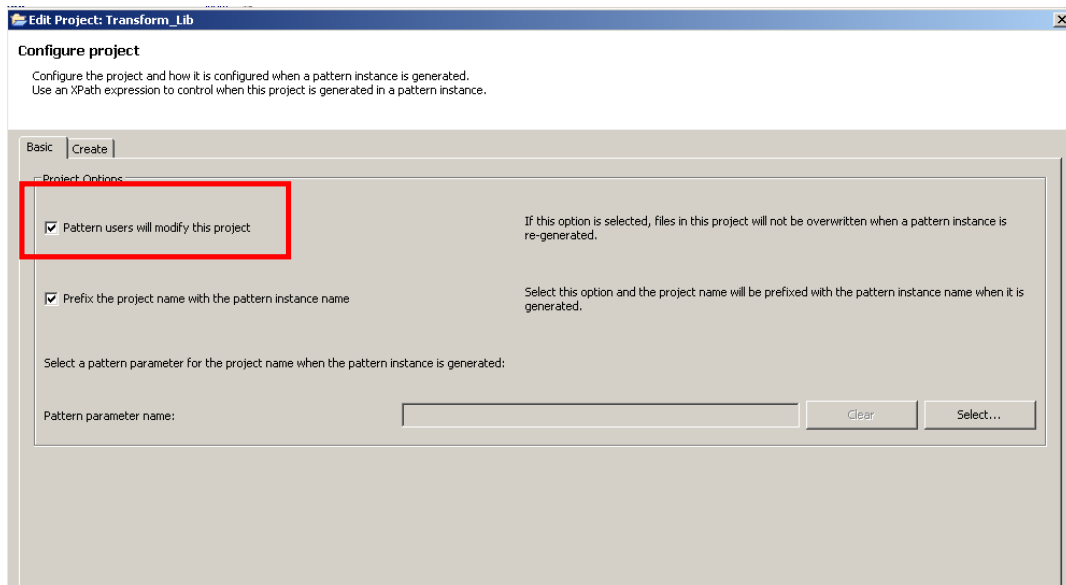 Edit Project: Transform_Lib
Configure project
Configure the project and how it is configured when a pattern instance is generated.
Use an XPath expression to control when this project is generated in a pattern instance.
Basic
Create
Project Options
Pattern users will modify this project
If this option is selected, files in this project will not be overwritten when a pattern instance is
re-generated.
Prefix the project name with the pattern instance name
Select this option and the project name will be prefixed with the pattern instance name when it is
generated.
Select a pattern parameter for the project name when the pattern instance is generated:
Pattern parameter name:
Clear
Select...